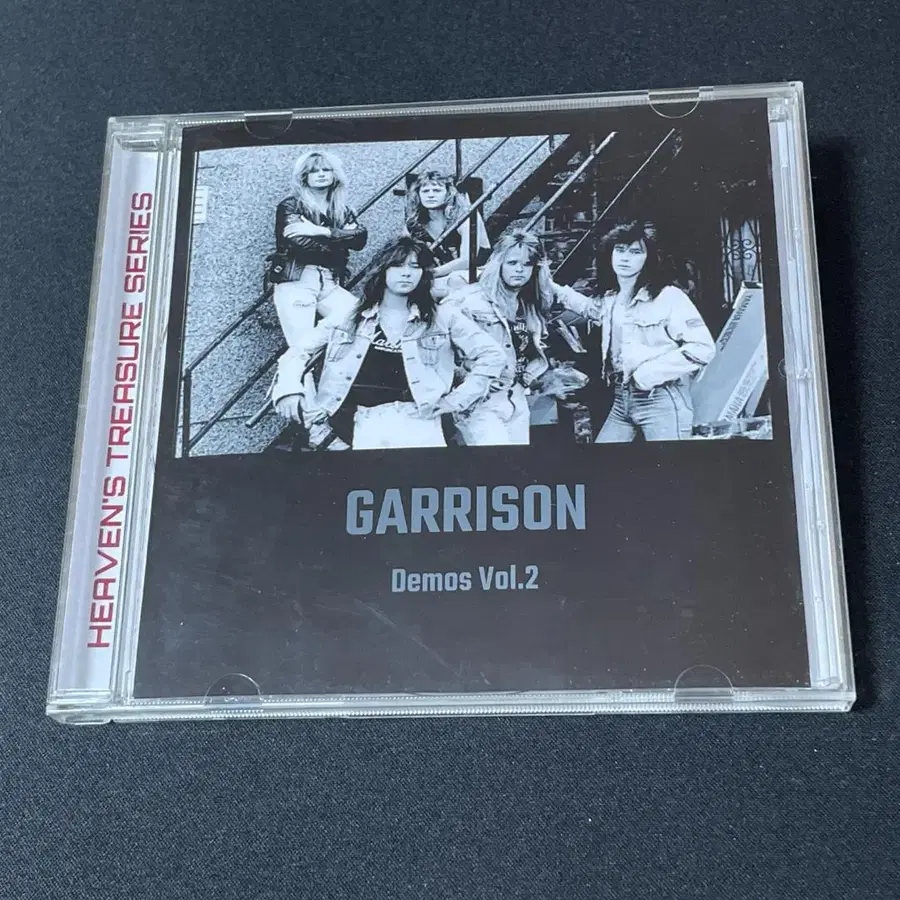 HEAVEN'S TREASURE SERIES
GARRISON
Demos Vol.2